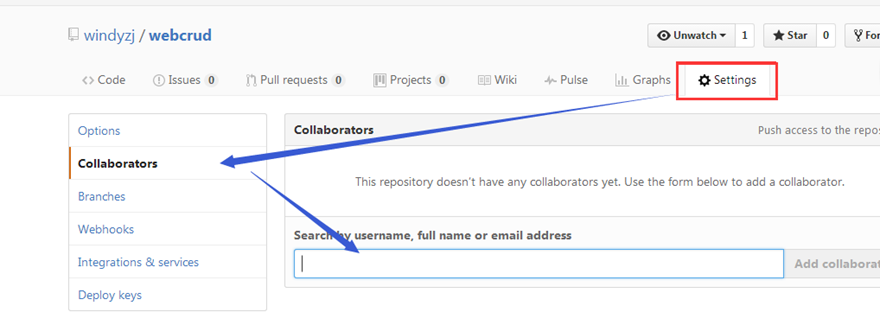 windyzj / webcrud
Unwatch 1 Star 0 For
Code Issues 0 Pull requests 0 Projects 0 Wiki Pulse Graphs Settings
Options
Collaborators
Branches
Webhooks
Integrations & services
Deploy keys
Collaborators Push access to the repos
This repository doesn't have any collaborators yet. Use the form below to add a collaborator.
Search by username, full name or email address
Add collaborat